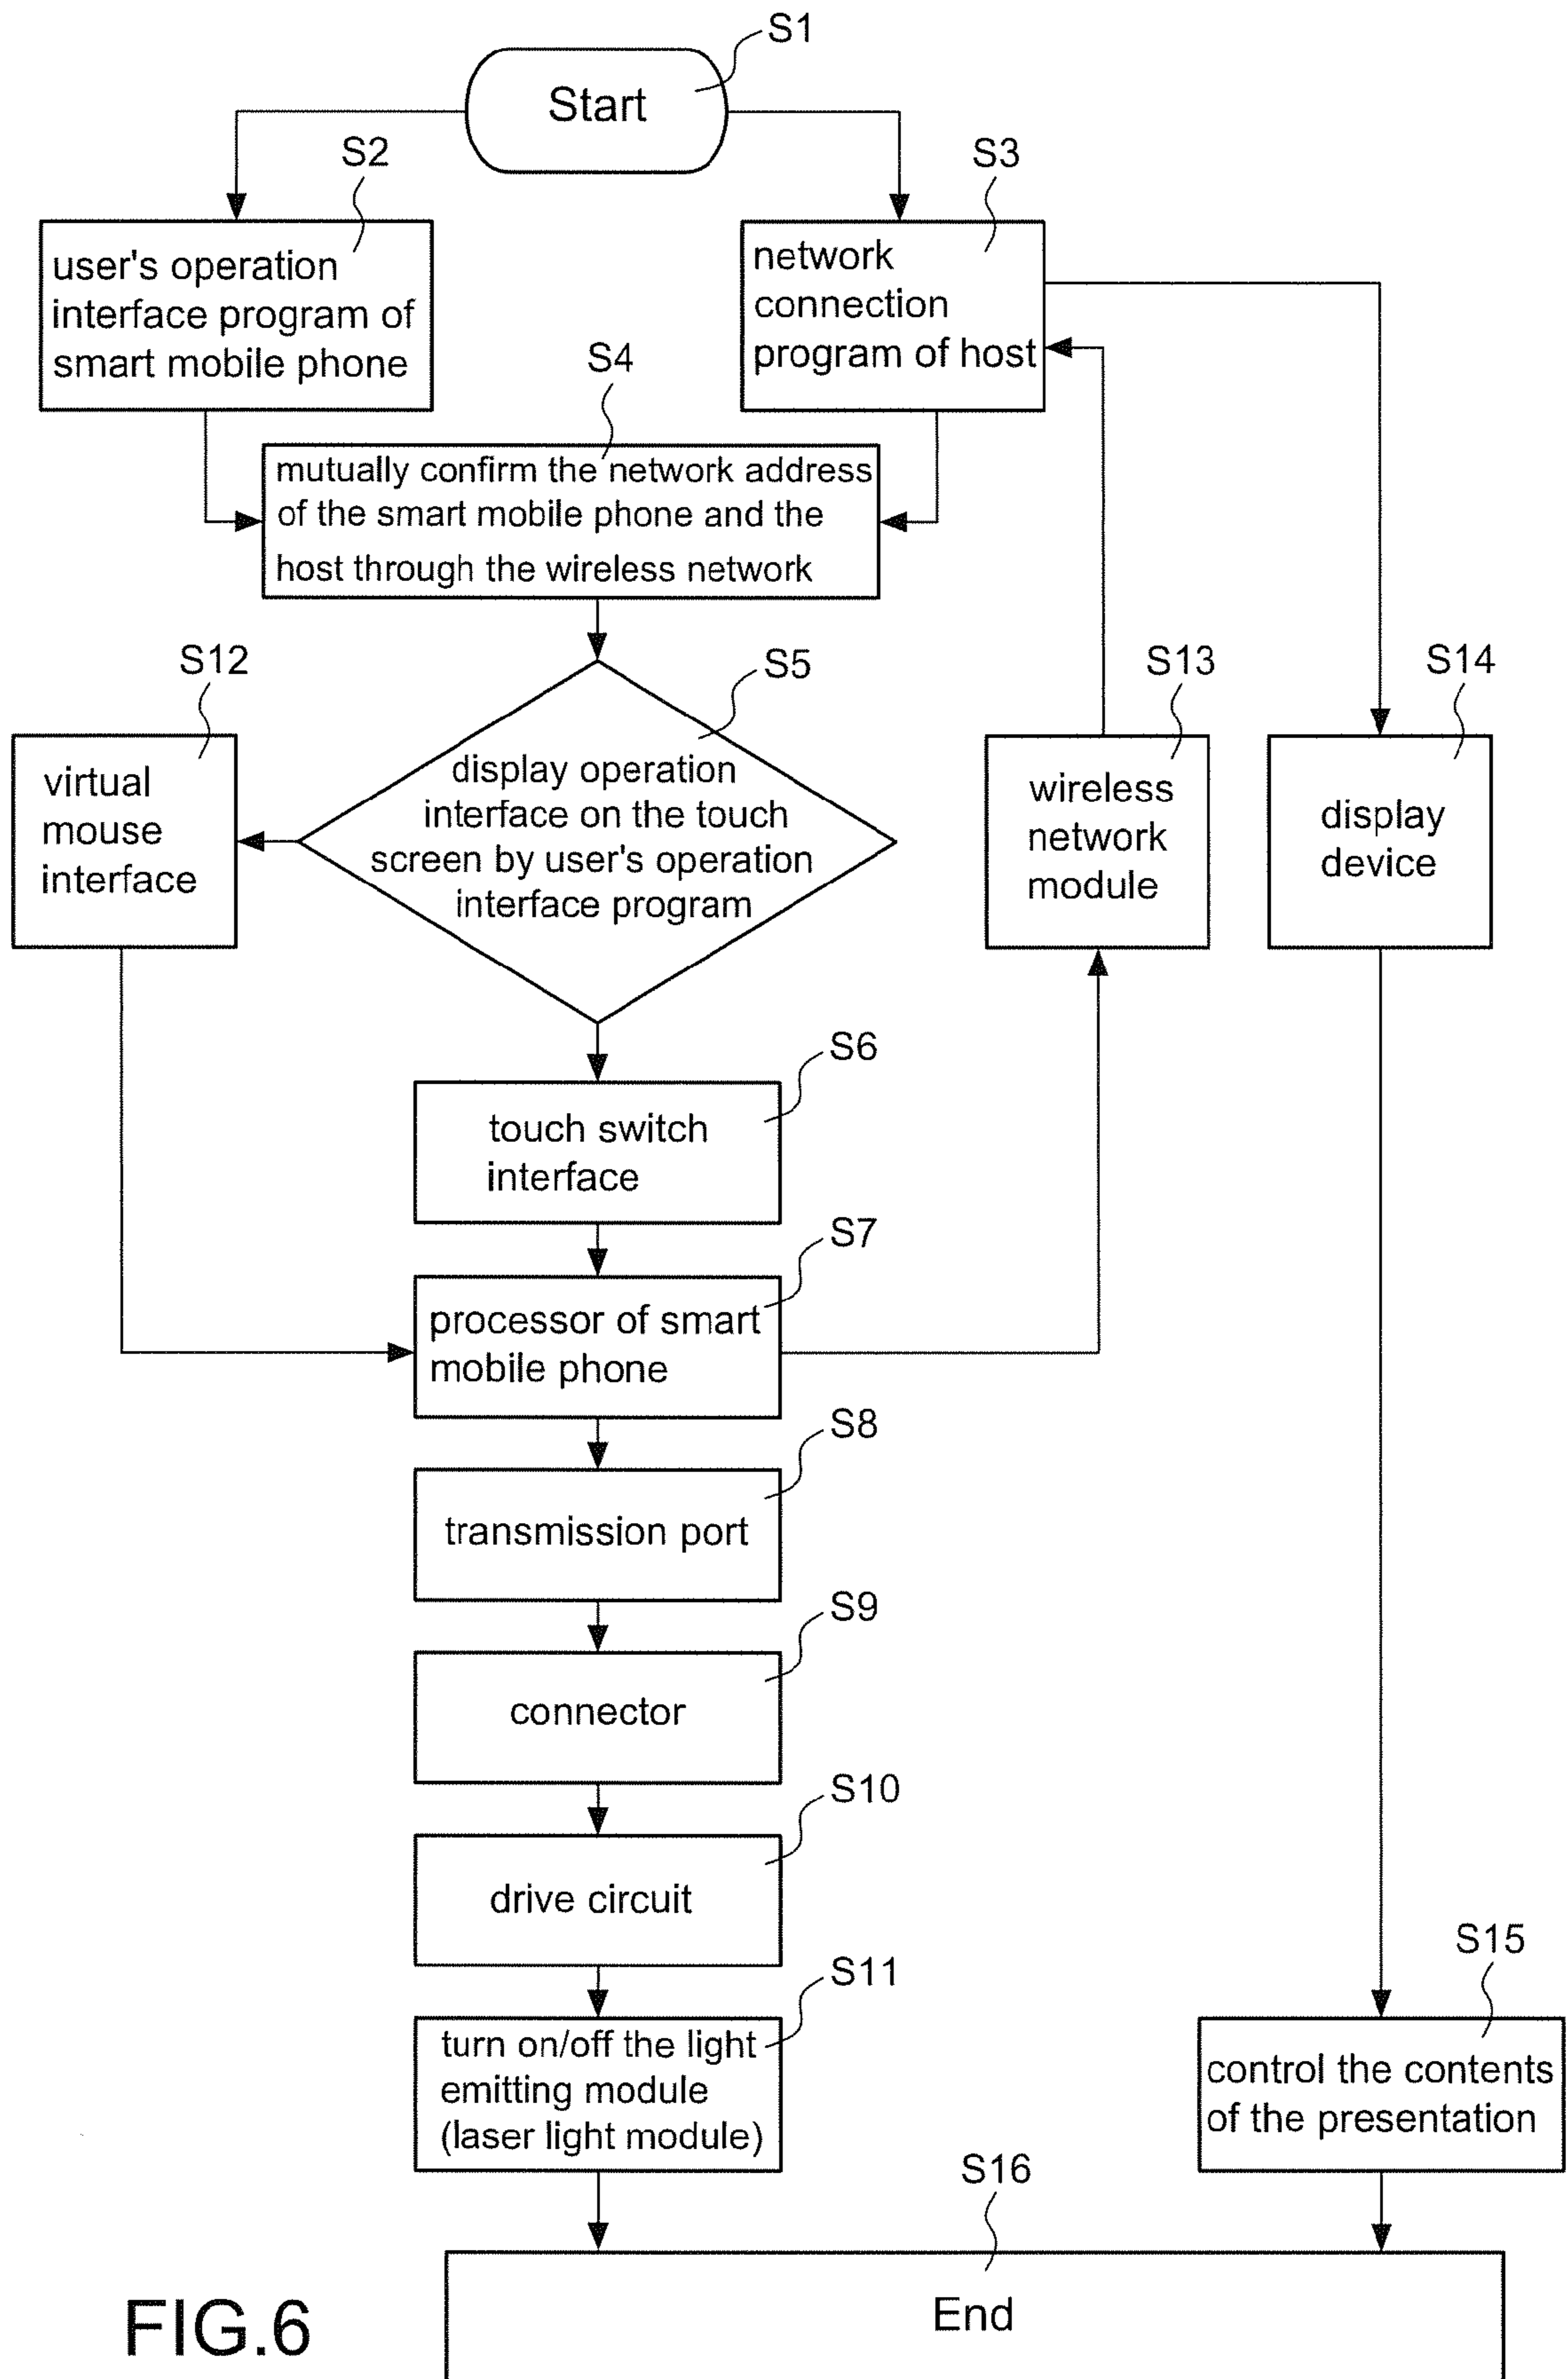 S1
Start
S2
S3
user's operation
interface program of
smart mobile phone
network
connection
program of host
S4
mutually confirm the network address
of the smart mobile phone and the
host through the wireless network
S12
S5
S13
S14
virtual
mouse
interface
display operation
interface on the touch
screen by user's operation
interface program
wireless
network
module
display
device
S6
touch switch
interface
S7
processor of smart
mobile phone
S8
transmission port
S9
connector
S10
drive circuit
S11
turn on/off the light
emitting module
(laser light module)
S15
control the contents
of the presentation
S16
End
FIG.6